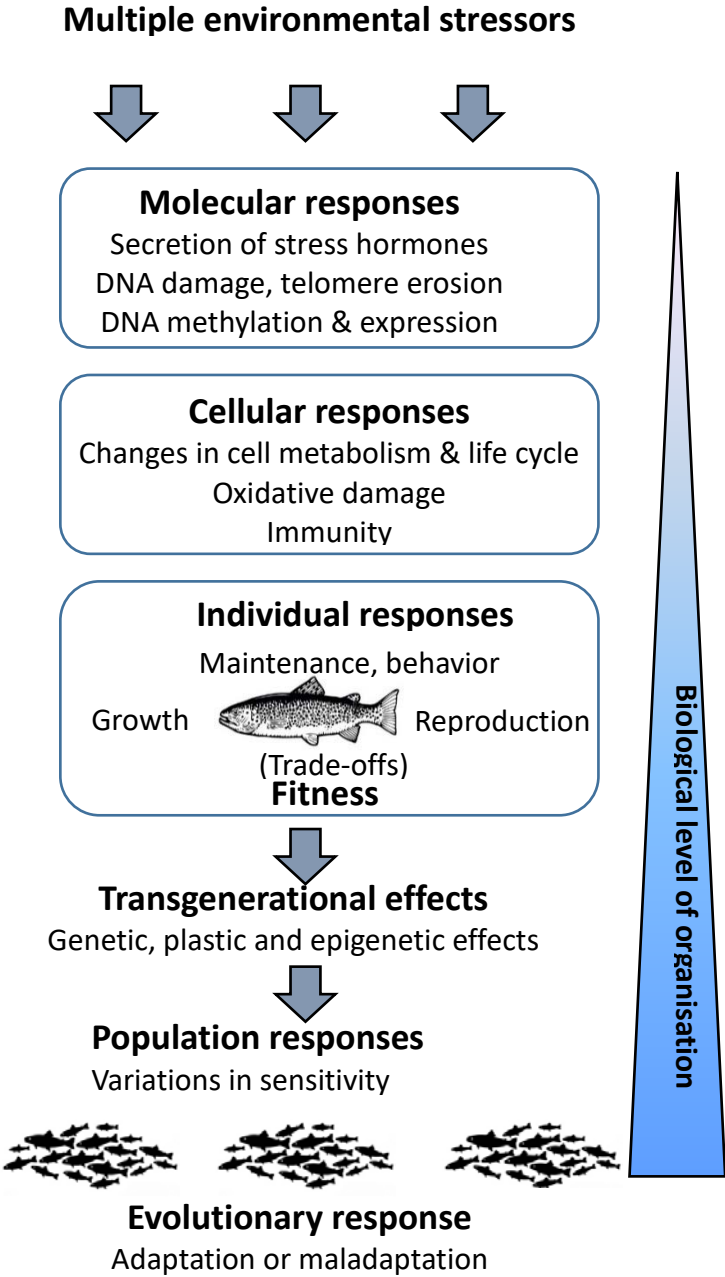 Multiple environmental stressors
Molecular responses
Secretion of stress hormones
DNA damage, telomere erosion
DNA methylation & expression
Cellular responses
Changes in cell metabolism & life cycle
Oxidative damage
Immunity
Individual responses
Maintenance, behavior
Growth
Reproduction
(Trade-offs)
Fitness
Transgenerational effects
Genetic, plastic and epigenetic effects
Population responses
Variations in sensitivity
Evolutionary response
Adaptation or maladaptation
Biological level of organisation